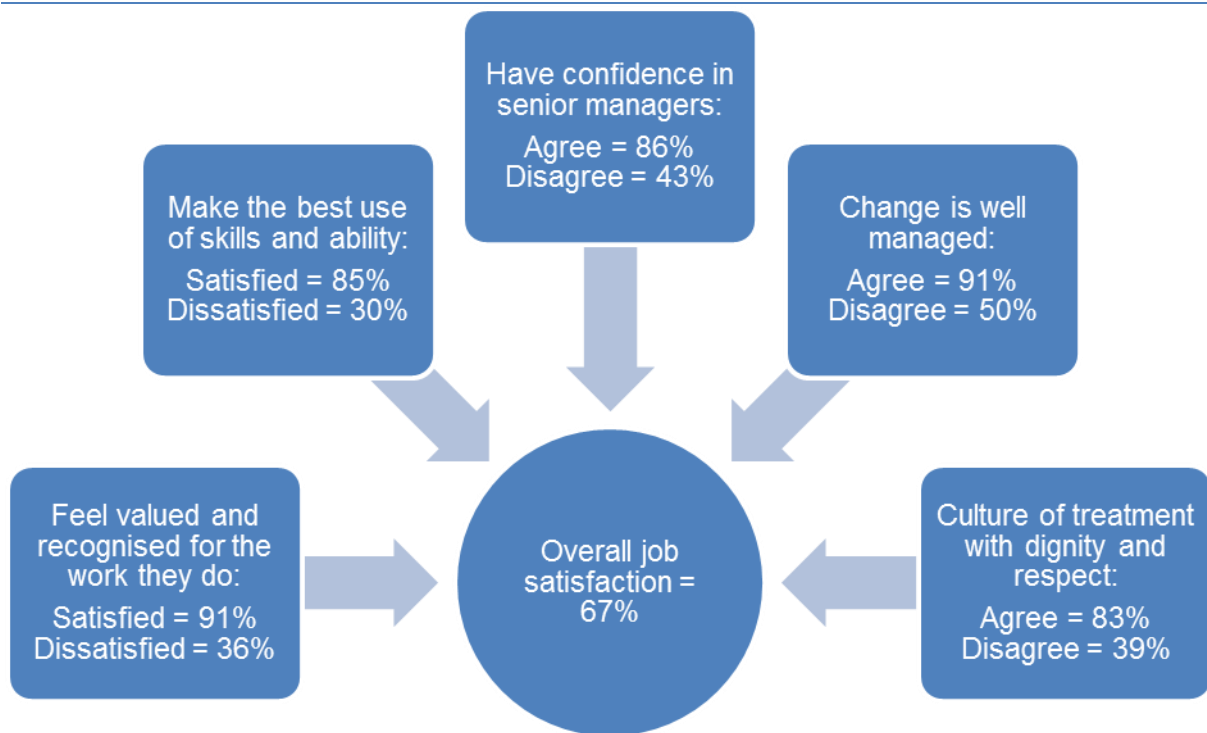 Have confidence in
senior managers:
Agree = 86%
Disagree = 43%
Make the best use
of skills and ability:
Satisfied = 85%
Dissatisfied = 30%
Change is well
managed:
Agree = 91%
Disagree = 50%
Feel valued and
recognised for the
work they do:
Satisfied = 91%
Dissatisfied = 36%
Overall job
satisfaction =
67%
Culture of treatment
with dignity and
respect:
Agree = 83%
Disagree = 39%